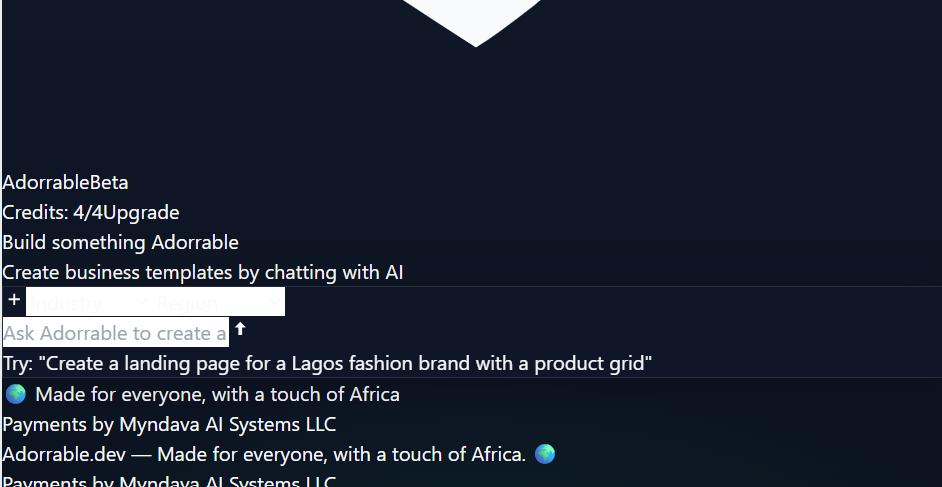 AdorrableBeta
Credits: 4/4Upgrade
Build something Adorrable
Create business templates by chatting with AI
+ Industry Region
Ask Adorrable to create a
Try: "Create a landing page for a Lagos fashion brand with a product grid"
🌍 Made for everyone, with a touch of Africa
Payments by Myndava AI Systems LLC
Adorrable.dev — Made for everyone, with a touch of Africa. 🌍
Payments by Myndava AI Systems LLC